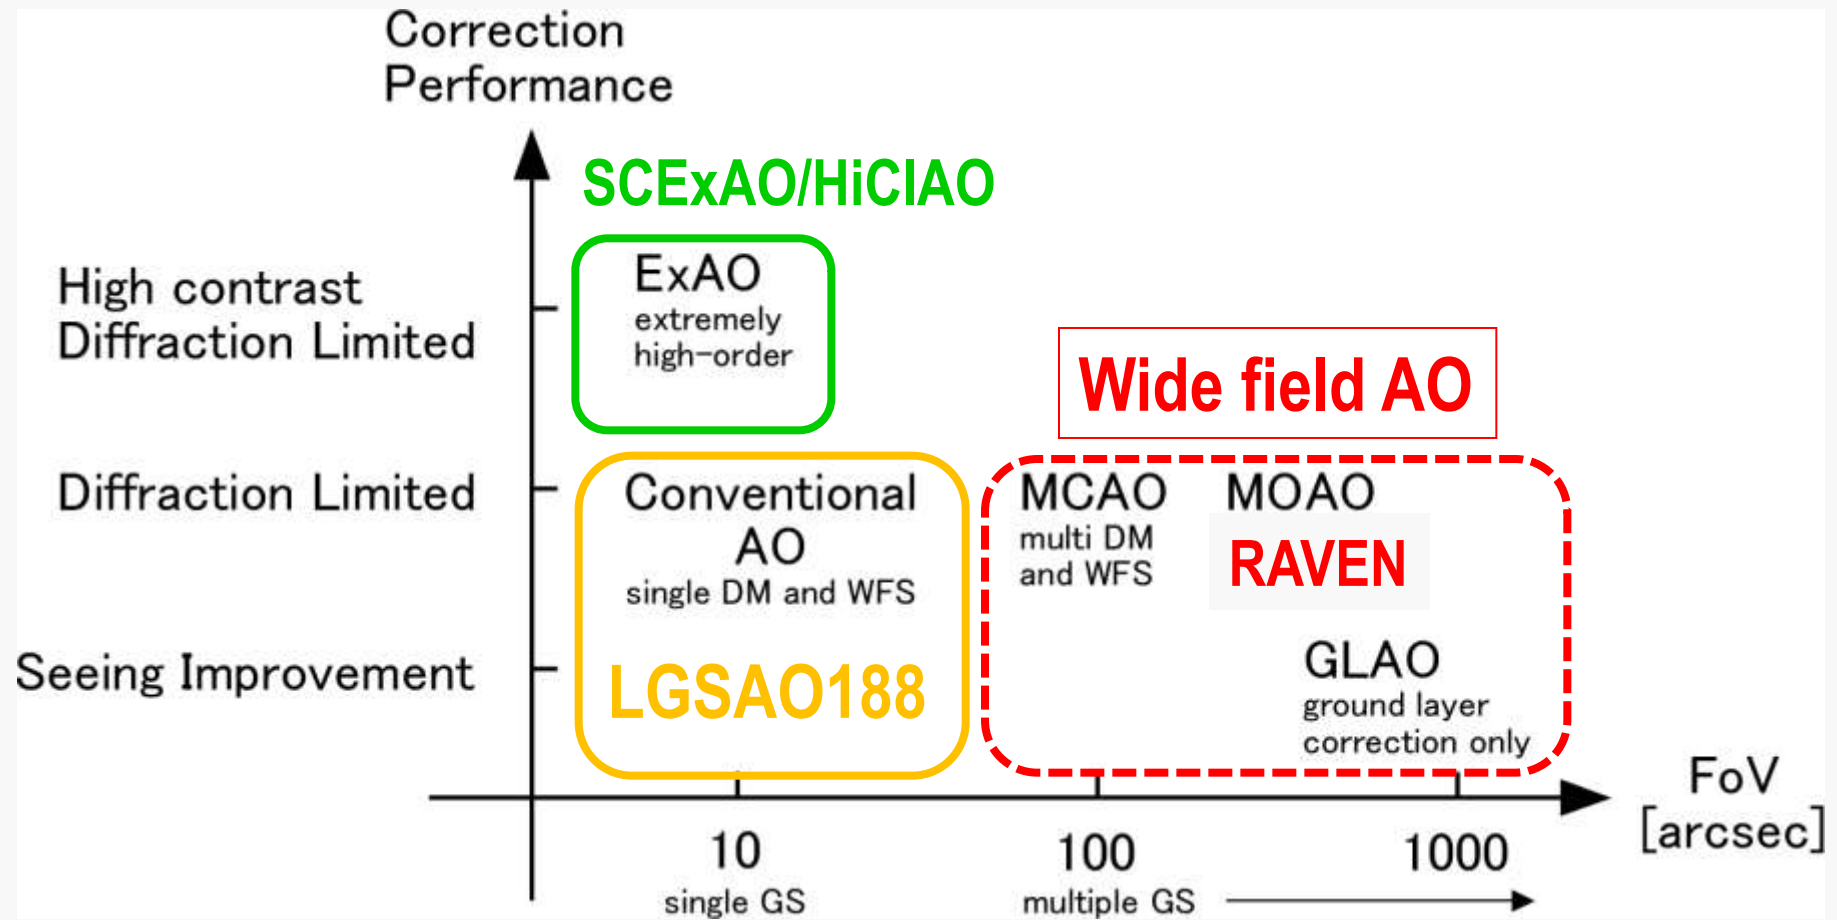 Correction
Performance
SCExAO/HiCIAO
ExAO
extremely
high-order
High contrast
Diffraction Limited
Wide field AO
Diffraction Limited
Conventional
AO
single DM and WFS
LGSAO188
MCAO
multi DM
and WFS
MOAO
RAVEN
Seeing Improvement
GLAO
ground layer
correction only
FoV
[arcsec]
10
100
1000
single GS
multiple GS